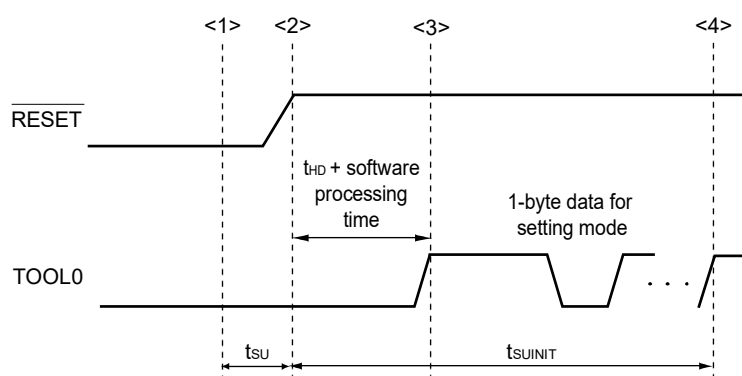 <1> <2> <3> <4>
RESET
tHD + software
processing
time
1-byte data for
setting mode
TOOL0
. . .
tSU tSUINIT